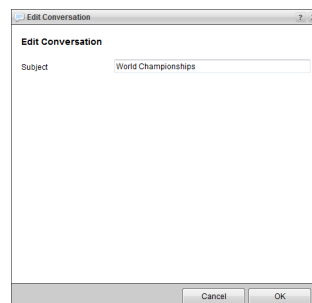 Edit Conversation ?
Edit Conversation
Subject World Championships
Cancel OK